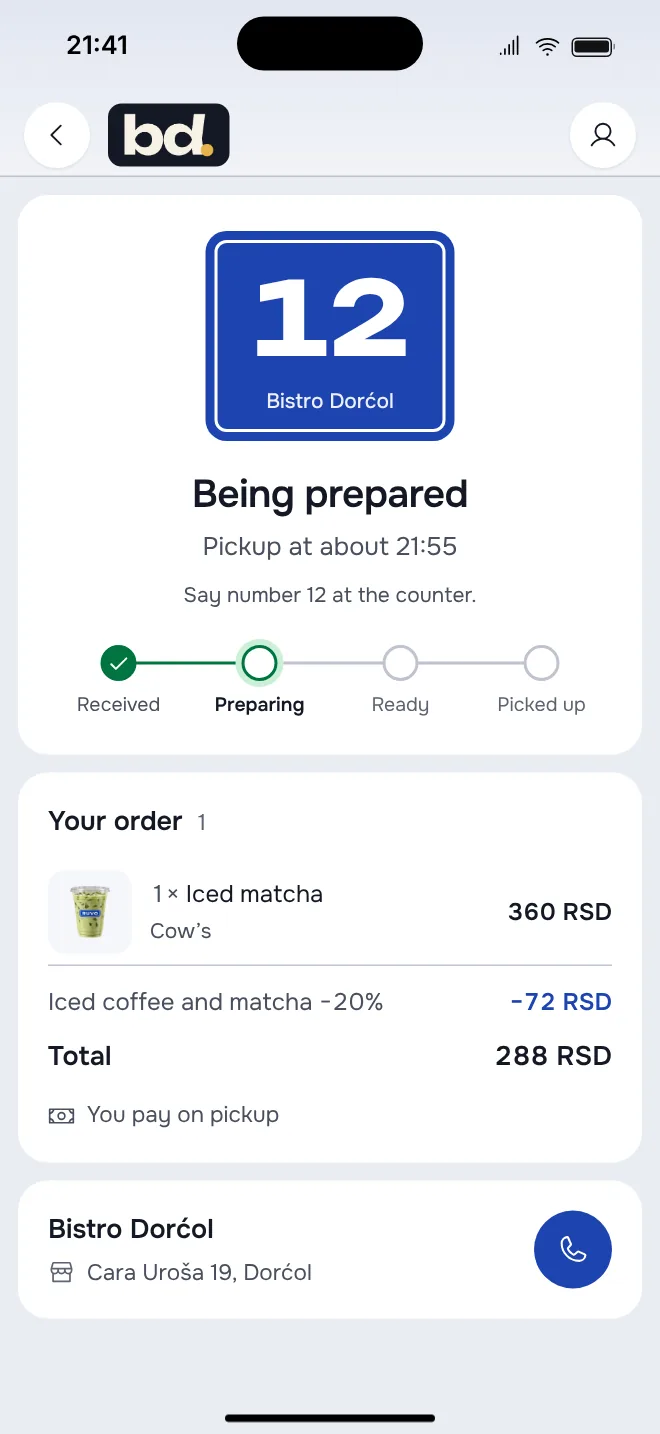 21:41
bd.
12
Bistro Dorćol
Being prepared
Pickup at about 21:55
Say number 12 at the counter.
Received
Preparing
Ready
Picked up
Your order 1
1 × Iced matcha
Cow's
360 RSD
Iced coffee and matcha −20%
−72 RSD
Total
288 RSD
You pay on pickup
Bistro Dorćol
Cara Uroša 19, Dorćol